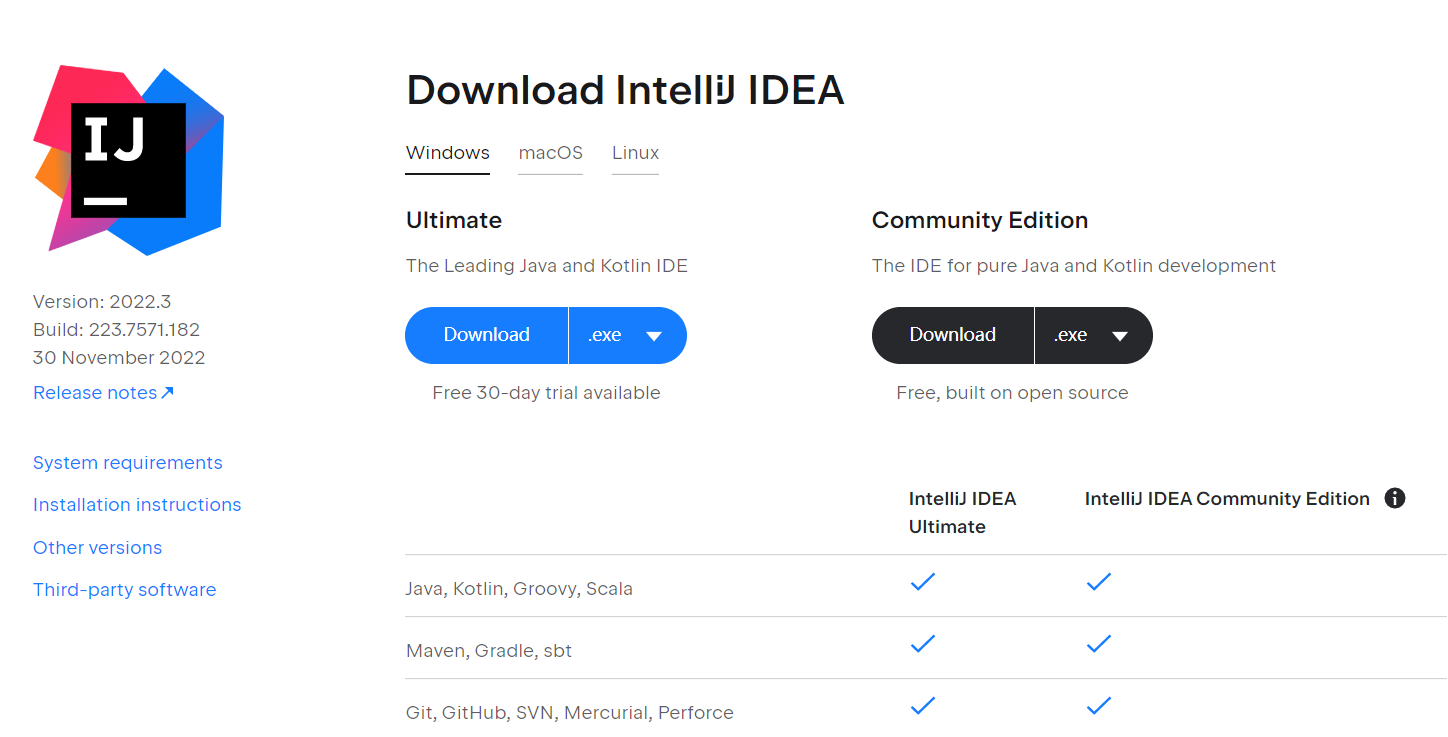 IJ
Version: 2022.3
Build: 223.7571.182
30 November 2022
Release notes↗
System requirements
Installation instructions
Other versions
Third-party software
Download IntelliJ IDEA
Windows macOS Linux
Ultimate
The Leading Java and Kotlin IDE
Download .exe
Free 30-day trial available
Community Edition
The IDE for pure Java and Kotlin development
Download .exe
Free, built on open source
IntelliJ IDEA
Ultimate
IntelliJ IDEA Community Edition
Java, Kotlin, Groovy, Scala
Maven, Gradle, sbt
Git, GitHub, SVN, Mercurial, Perforce